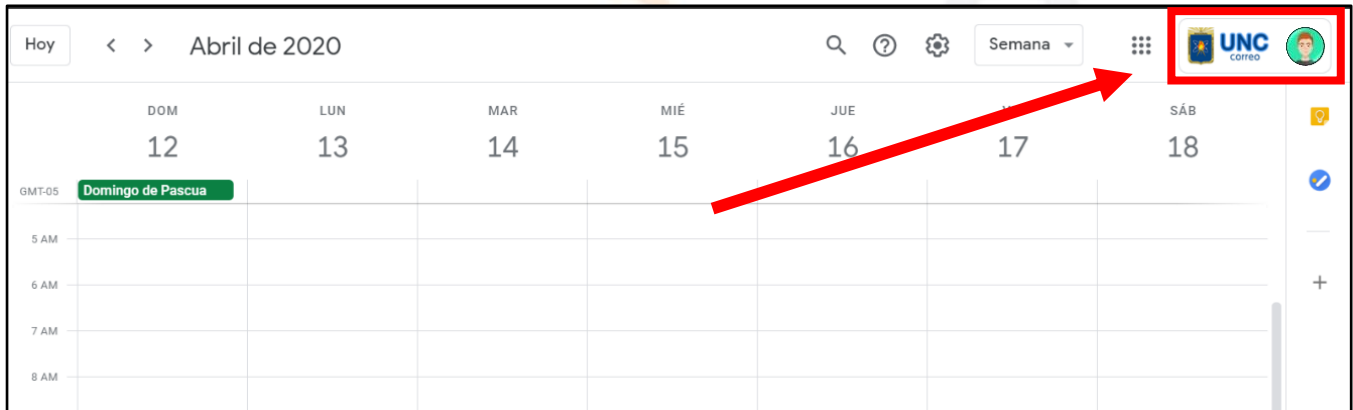 Hoy
Abril de 2020
Semana
UNC
correo
DOM LUN MAR MIÉ JUE SÁB
12 13 14 15 16 17 18
GMT-05 Domingo de Pascua
5 AM
6 AM
7 AM
8 AM